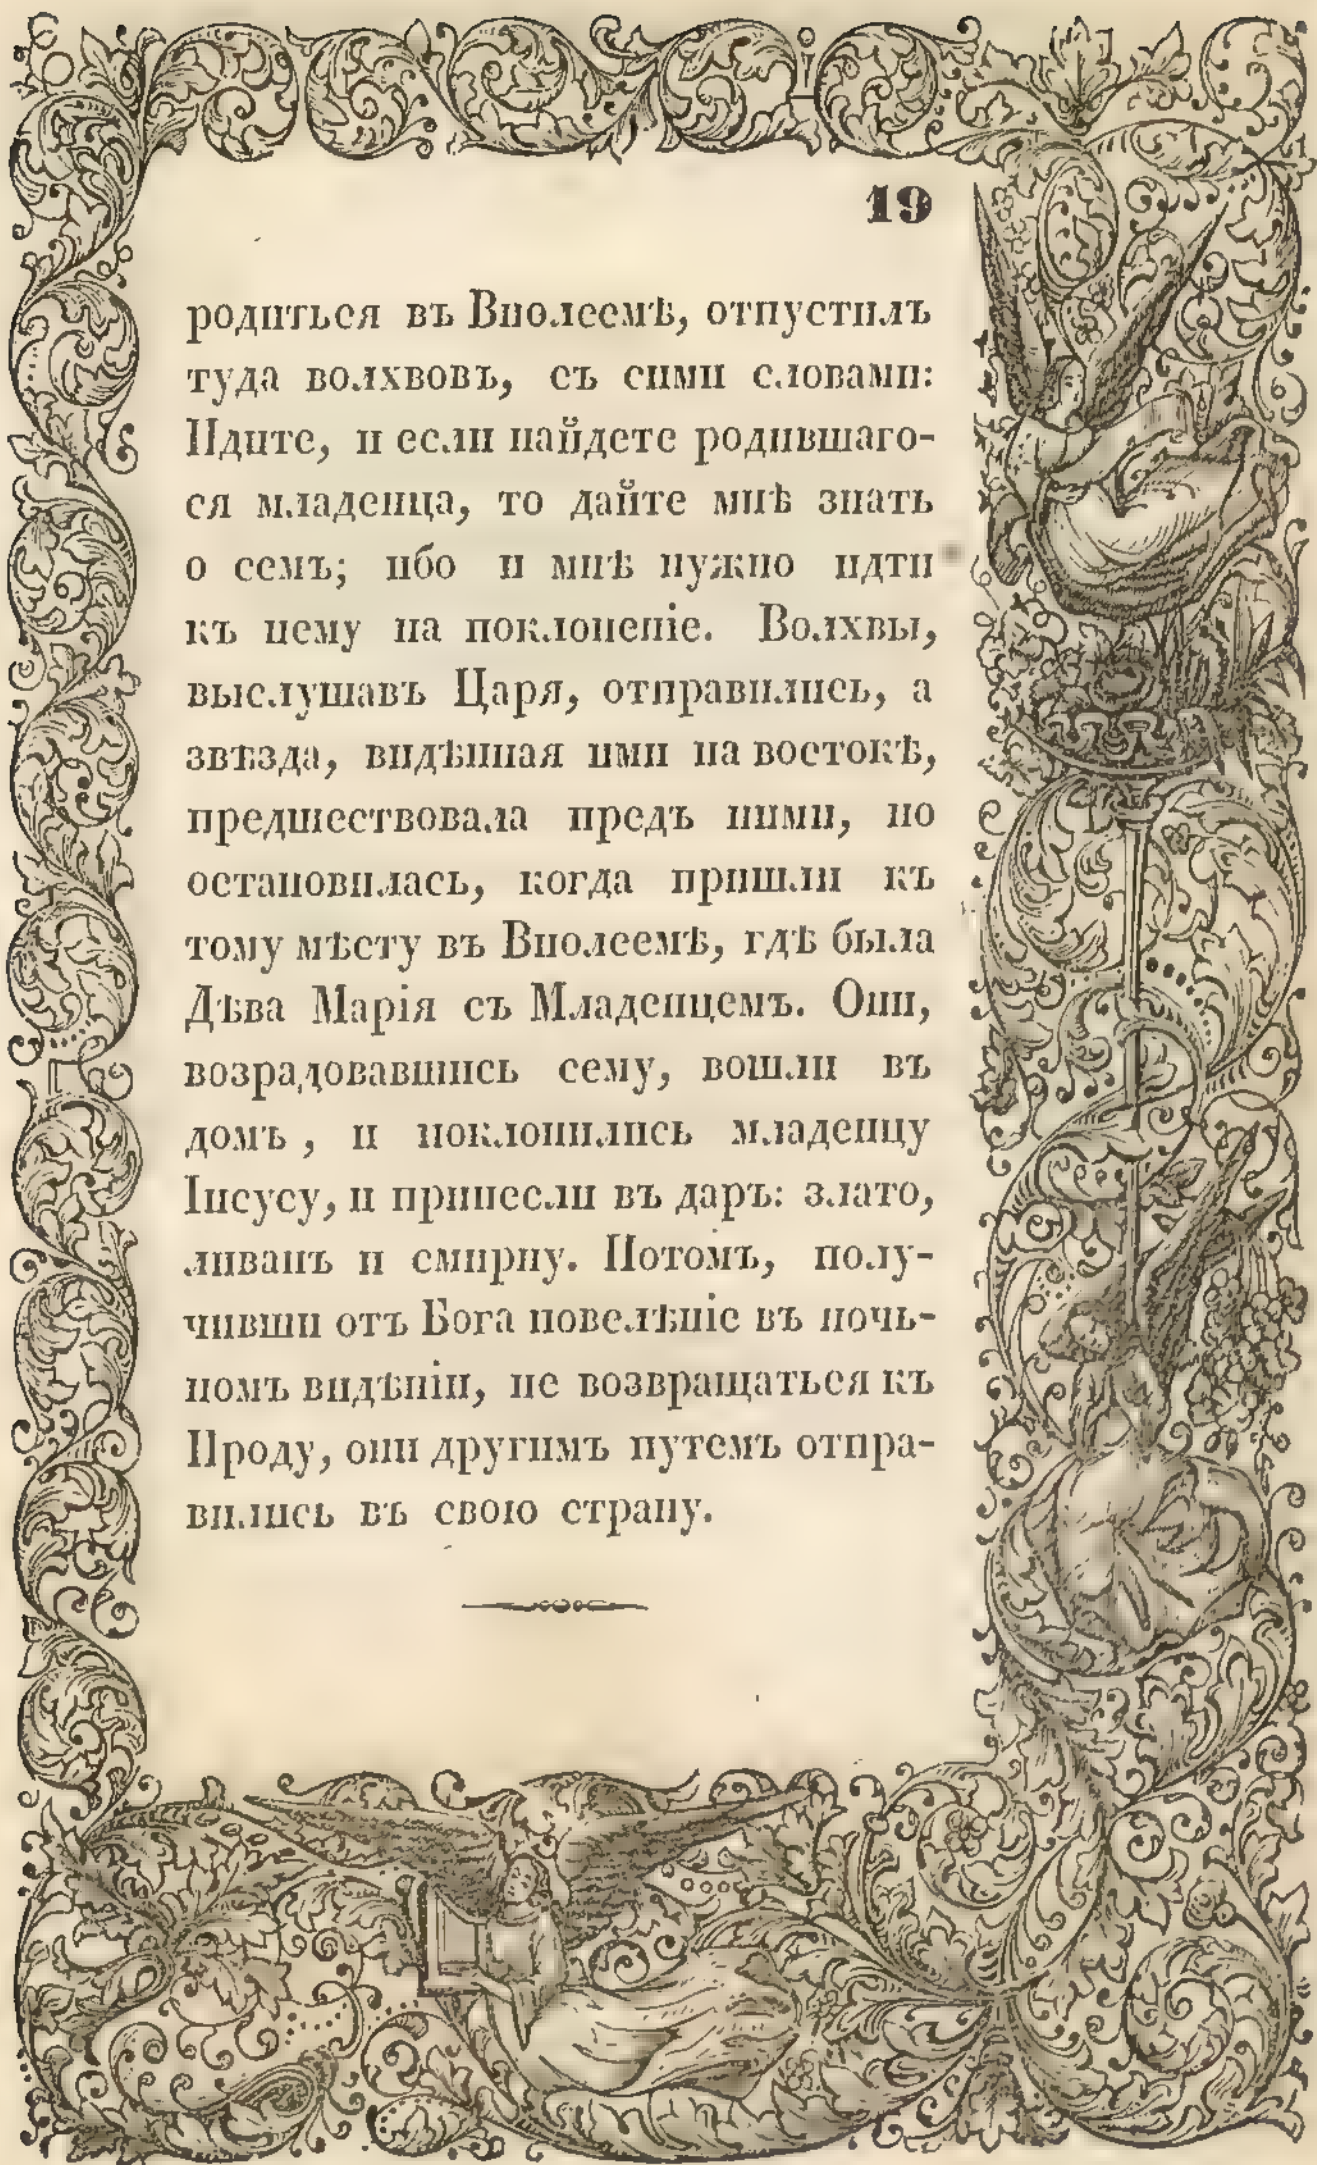 19
родиться въ Виолеемѣ, отпустилъ
туда волхвовъ, съ сими словами:
Идите, и если найдете родившаго-
ся младенца, то дайте мнѣ знать
о семъ; ибо и мнѣ нужно идти
къ нему на поклоненіе. Волхвы,
выслушавъ Царя, отправились, а
звѣзда, видѣнная ими на востокѣ,
предшествовала предъ ними, но
остановилась, когда пришли къ
тому мѣсту въ Виолеемѣ, гдѣ была
Дѣва Марія съ Младенцемъ. Они,
возрадовавшись сему, вошли въ
домъ, и поклонились младенцу
Іисусу, и принесли въ даръ: злато,
ливанъ и смирну. Потомъ, полу-
чивши отъ Бога повелѣніе въ ночь-
номъ видѣніи, не возвращаться къ
Ироду, они другимъ путемъ отпра-
вились въ свою страну.